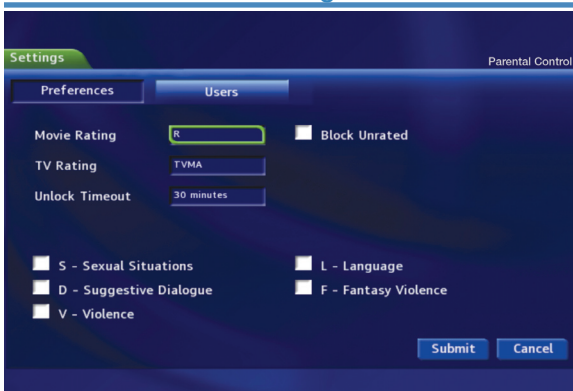 Settings
Parental Control
Preferences Users
Movie Rating R Block Unrated
TV Rating TVMA
Unlock Timeout 30 minutes
S - Sexual Situations L - Language
D - Suggestive Dialogue F - Fantasy Violence
V - Violence
Submit Cancel